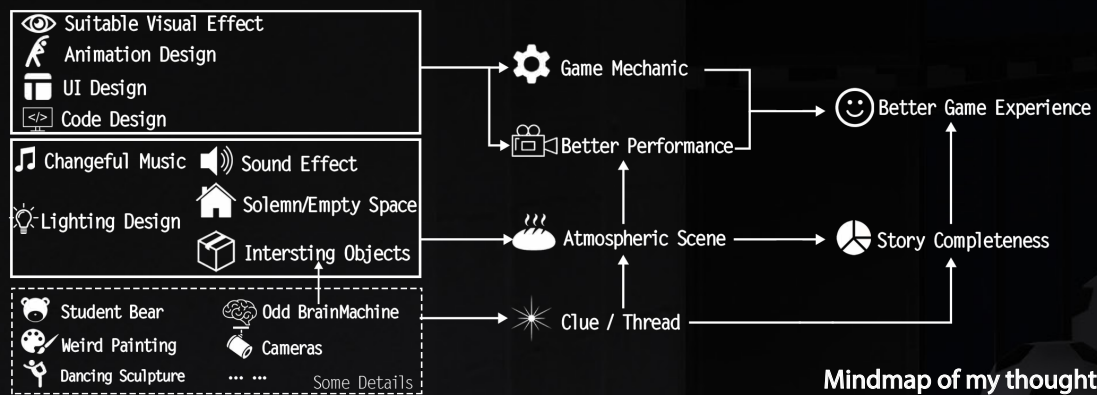 Suitable Visual Effect
Animation Design
UI Design
</> Code Design
Changeful Music
Sound Effect
Lighting Design
Solemn/Empty Space
Intersting Objects
Student Bear
Odd BrainMachine
Weird Painting
Cameras
Dancing Sculpture
... ...
Some Details
Game Mechanic
Better Performance
Atmospheric Scene
Clue / Thread
Better Game Experience
Story Completeness
Mindmap of my thought